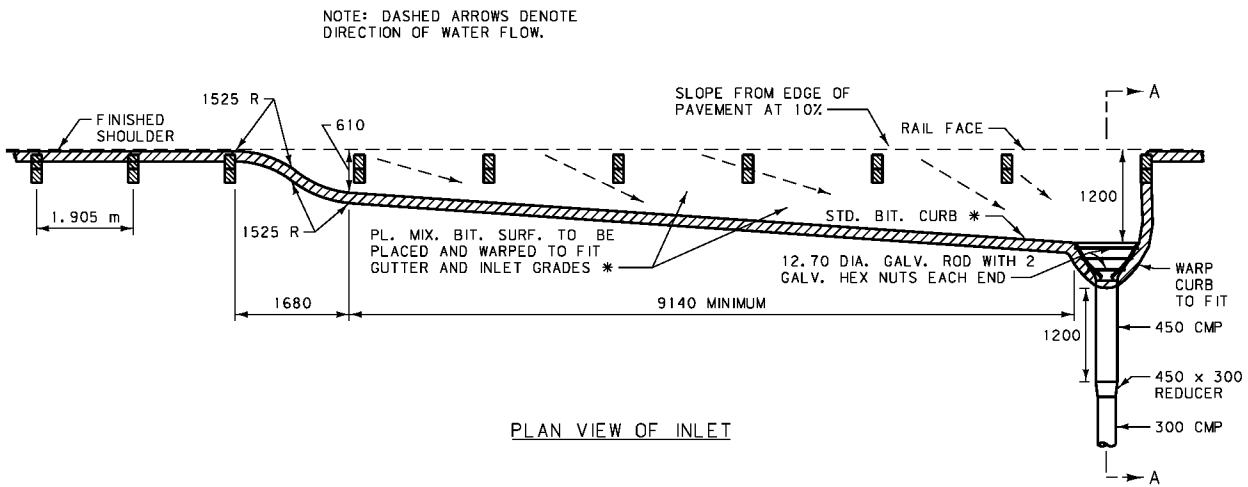 NOTE: DASHED ARROWS DENOTE
DIRECTION OF WATER FLOW.
SLOPE FROM EDGE OF
PAVEMENT AT 10%
A
1525 R
610
FINISHED
SHOULDER
RAIL FACE
1200
1.905 m
1525 R
PL. MIX. BIT. SURF. TO BE
PLACED AND WARPED TO FIT
GUTTER AND INLET GRADES *
STD. BIT. CURB *
12.70 DIA. GALV. ROD WITH 2
GALV. HEX NUTS EACH END
WARP
CURB
TO FIT
1680
9140 MINIMUM
1200
450 CMP
450 x 300
REDUCER
300 CMP
PLAN VIEW OF INLET
A